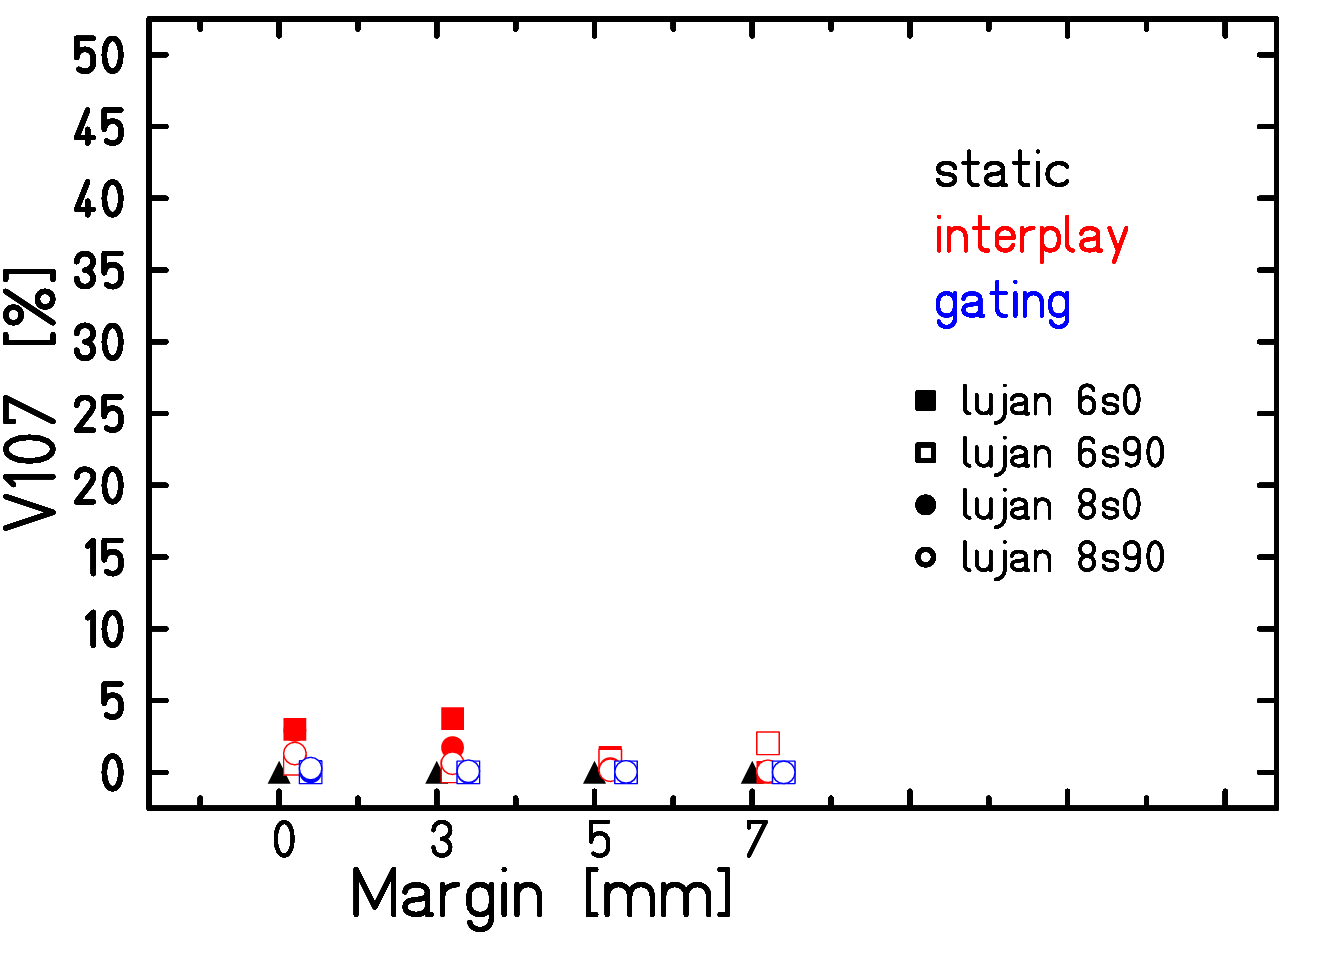 50
45
40
35
30
25
20
15
10
5
0
V107 [%]
static
interplay
gating
lujan 6s0
lujan 6s90
lujan 8s0
lujan 8s90
0 3 5 7
Margin [mm]